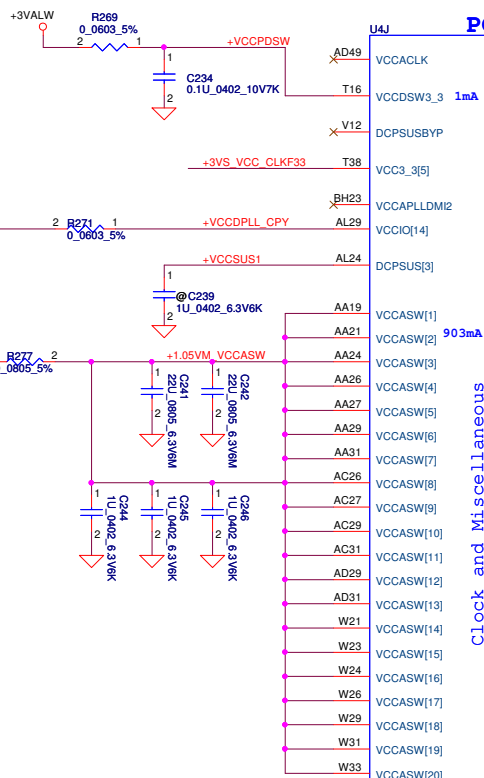 +3VALW
R269
0_0603_5%
2
1
+VCCPDSW
1
2
C234
0.1U_0402_10V7K
U4J
AD49
VCCACLK
T16
VCCDSW3_3
1mA
V12
DCPSUSBYP
+3VS_VCC_CLKF33
T38
VCC3_3[5]
BH23
VCCAPLLDMI2
2
R271
1
0_0603_5%
+VCCDPLL_CPY
AL29
VCCIO[14]
+VCCSUS1
AL24
DCPSUS[3]
1
@C239
1U_0402_6.3V6K
2
AA19
VCCASW[1]
AA21
VCCASW[2]
903mA
R277
2
0_0805_5%
+1.05VM_VCCASW
AA24
VCCASW[3]
AA26
VCCASW[4]
AA27
VCCASW[5]
AA29
VCCASW[6]
AA31
VCCASW[7]
AC26
VCCASW[8]
AC27
VCCASW[9]
AC29
VCCASW[10]
AC31
VCCASW[11]
AD29
VCCASW[12]
AD31
VCCASW[13]
W21
VCCASW[14]
W23
VCCASW[15]
W24
VCCASW[16]
W26
VCCASW[17]
W29
VCCASW[18]
W31
VCCASW[19]
W33
VCCASW[20]
1
2
C241
22U_0805_6.3V6M
1
2
C242
22U_0805_6.3V6M
1
2
C244
1U_0402_6.3V6K
1
2
C245
1U_0402_6.3V6K
1
2
C246
1U_0402_6.3V6K
Clock and Miscellaneous